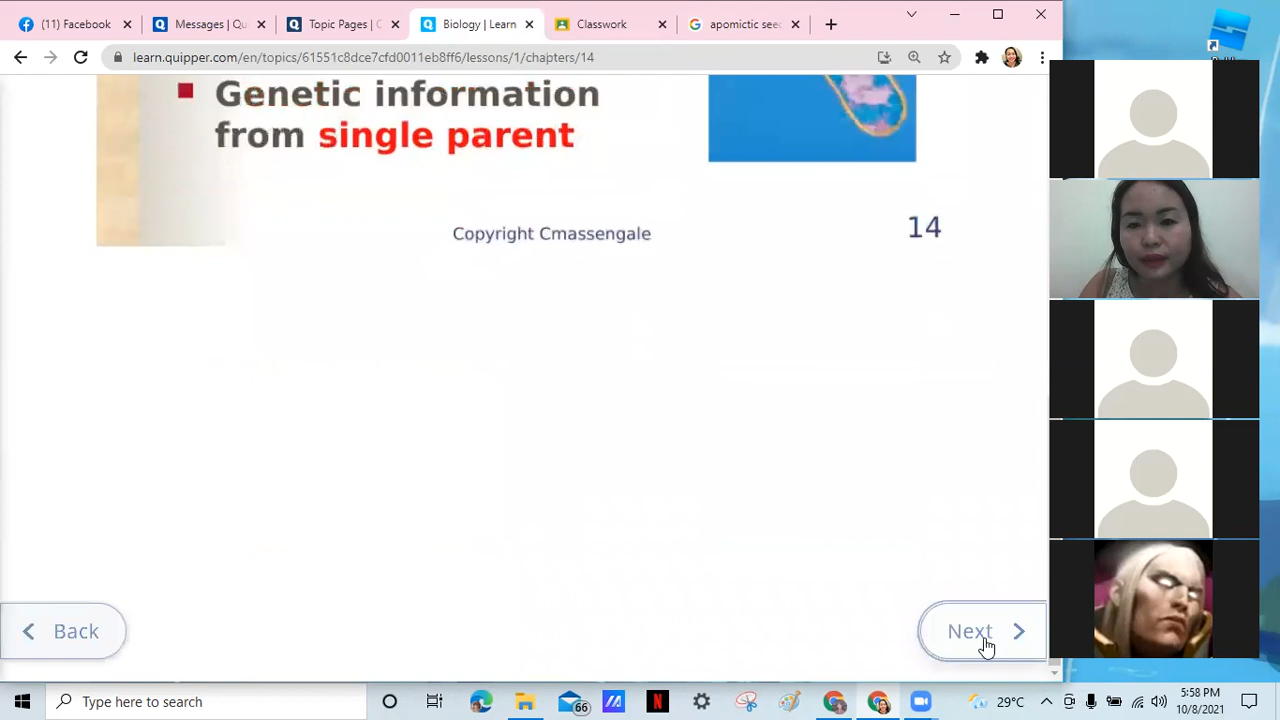 (11) Facebook
Messages | Qu
Topic Pages | C
Biology | Learn
Classwork
apomictic see
learn.quipper.com/en/topics/61551c8dce7cfd0011eb8ff6/lessons/1/chapters/14
Genetic information
from single parent
Copyright Cmassengale
14
Back
Next
Type here to search
66
29°C
5:58 PM
10/8/2021